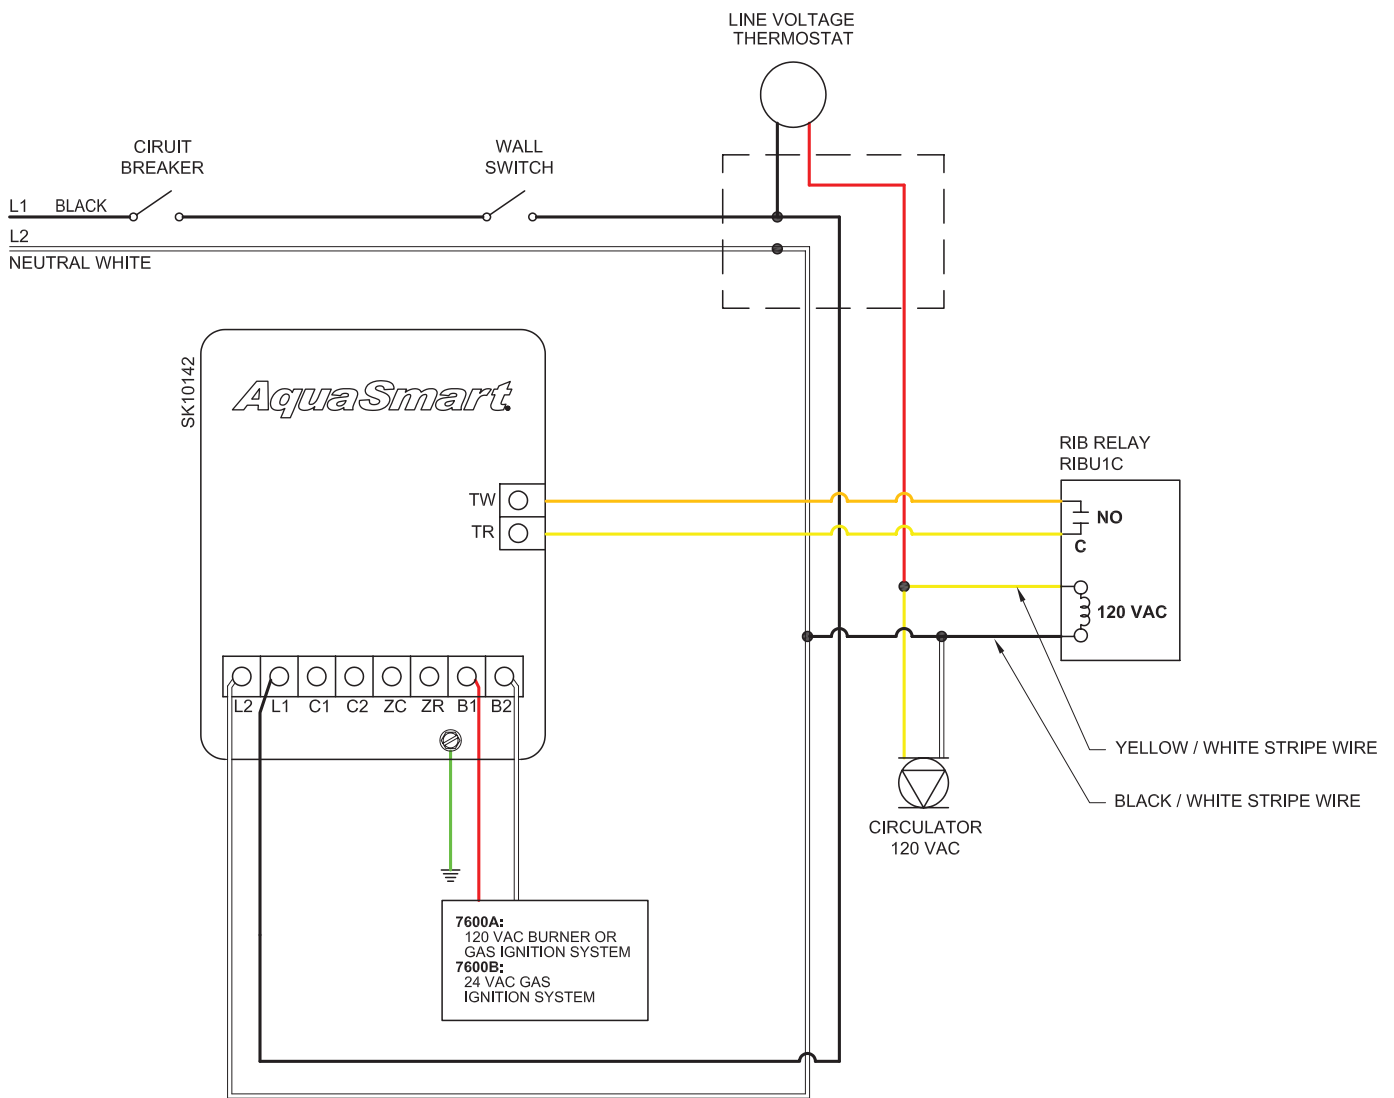 LINE VOLTAGE
THERMOSTAT
CIRUIT
BREAKER
WALL
SWITCH
L1 BLACK
L2
NEUTRAL WHITE
SK10142
AquaSmart
RIB RELAY
RIBU1C
TW
TR
NO
C
120 VAC
L2 L1 C1 C2 ZC ZR B1 B2
YELLOW / WHITE STRIPE WIRE
BLACK / WHITE STRIPE WIRE
CIRCULATOR
120 VAC
7600A:
120 VAC BURNER OR
GAS IGNITION SYSTEM
7600B:
24 VAC GAS
IGNITION SYSTEM